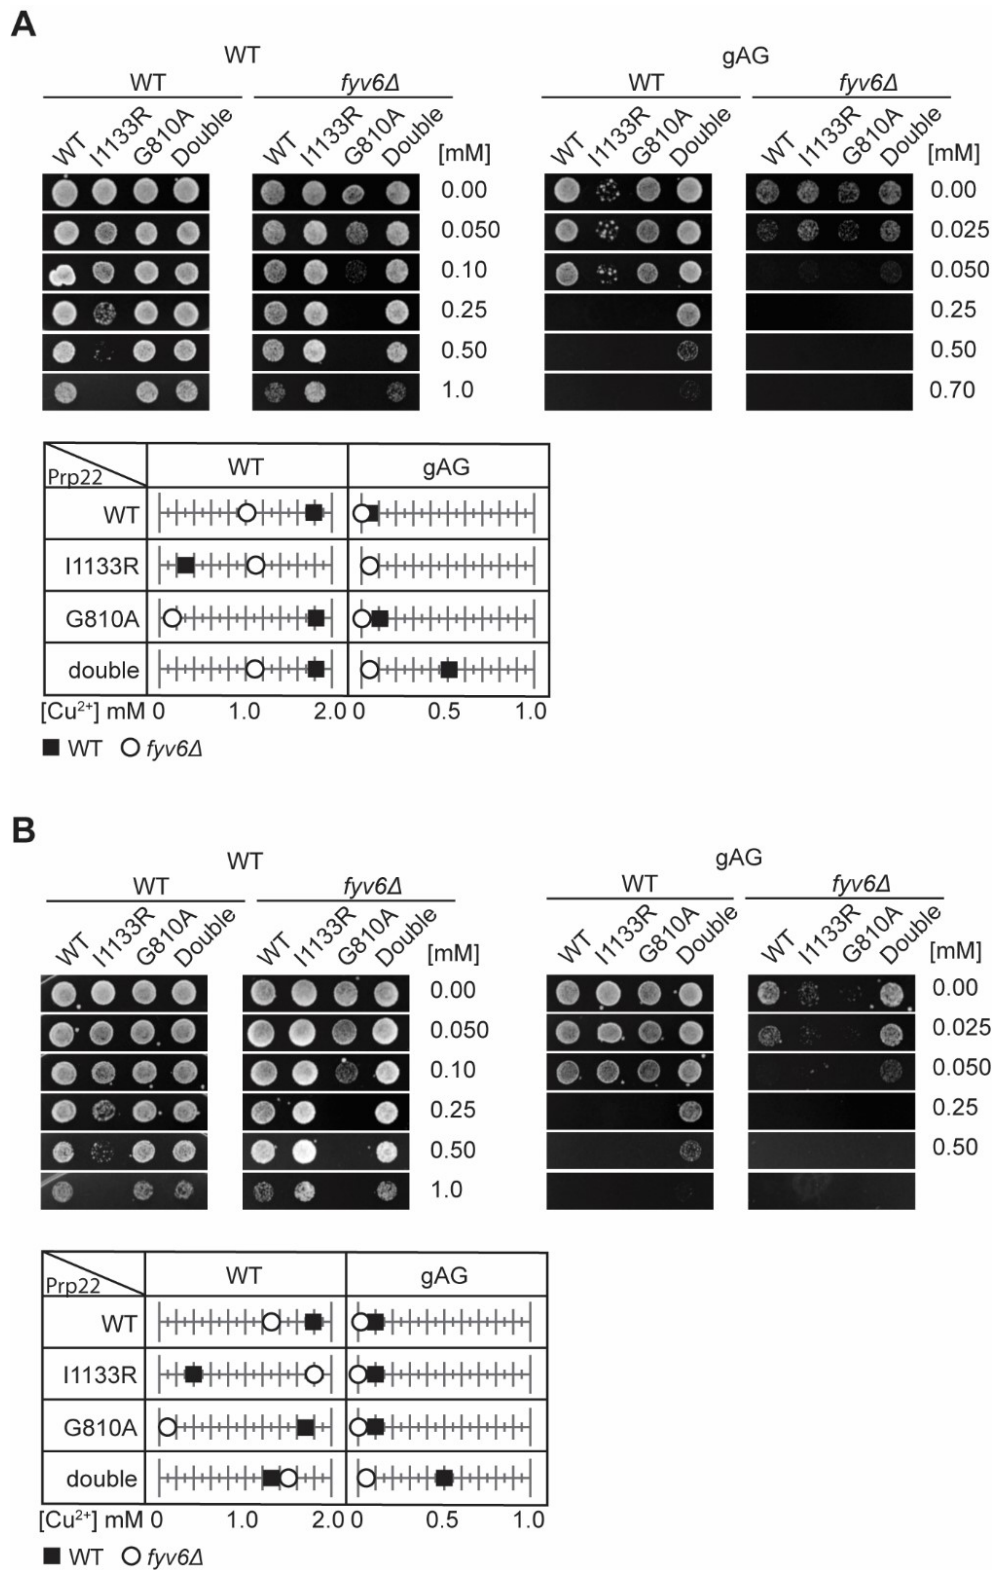 A
WT gAG
WT fyv6Δ WT fyv6Δ
WT I1133R G810A Double WT I1133R G810A Double [mM] WT I1133R G810A Double WT I1133R G810A Double [mM]
0.00 0.00
0.050 0.025
0.10 0.050
0.25 0.25
0.50 0.50
1.0 0.70
Prp22 WT gAG
WT
I1133R
G810A
double
[Cu²⁺] mM 0 1.0 2.0 0 0.5 1.0
■ WT ○ fyv6Δ
B
WT gAG
WT fyv6Δ WT fyv6Δ
WT I1133R G810A Double WT I1133R G810A Double [mM] WT I1133R G810A Double WT I1133R G810A Double [mM]
0.00 0.00
0.050 0.025
0.10 0.050
0.25 0.25
0.50 0.50
1.0
Prp22 WT gAG
WT
I1133R
G810A
double
[Cu²⁺] mM 0 1.0 2.0 0 0.5 1.0
■ WT ○ fyv6Δ